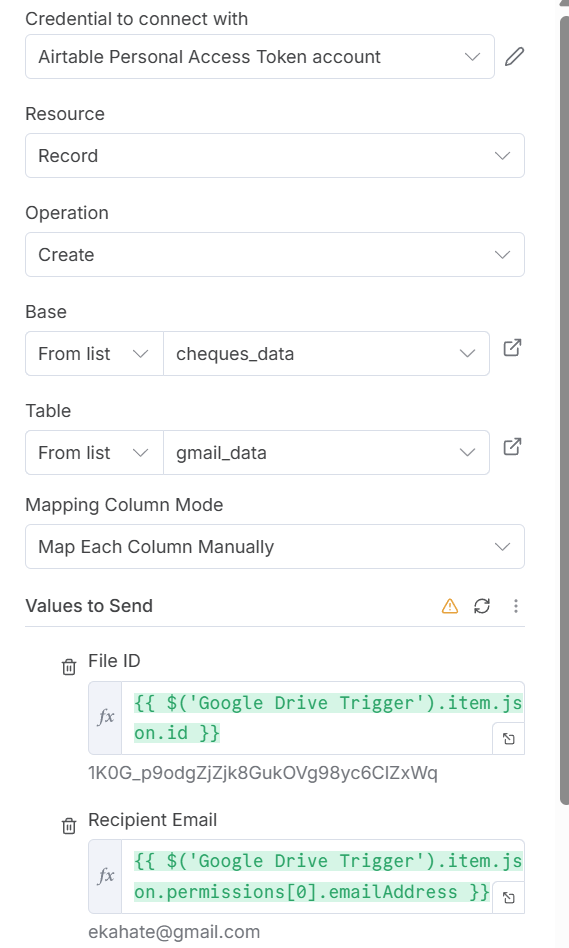 Credential to connect with
Airtable Personal Access Token account
Resource
Record
Operation
Create
Base
From list cheques_data
Table
From list gmail_data
Mapping Column Mode
Map Each Column Manually
Values to Send
File ID
fx {{ $('Google Drive Trigger').item.js
on.id }}
1K0G_p9odgZjZjk8GukOVg98yc6ClZxWq
Recipient Email
fx {{ $('Google Drive Trigger').item.js
on.permissions[0].emailAddress }}
ekahate@gmail.com